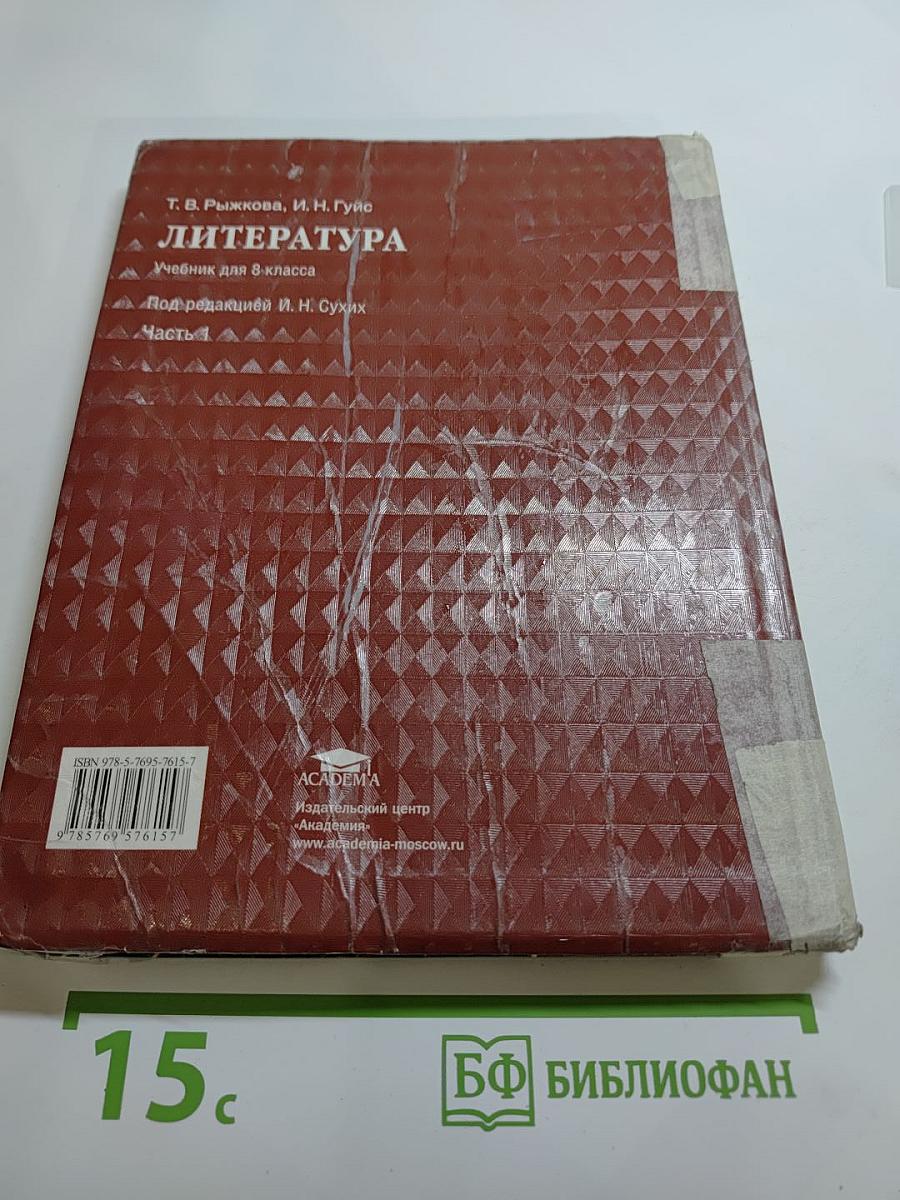 Т. В. Рыжкова, И. Н. Гуйс
ЛИТЕРАТУРА
Учебник для 8 класса
Под редакцией И. Н. Сухих
Часть 1
ISBN 978-5-7695-7615-7
9 785769 576157
ACADEMA
Издательский центр
«Академия»
www.academia-moscow.ru
15 с
БФ БИБЛИОФАН